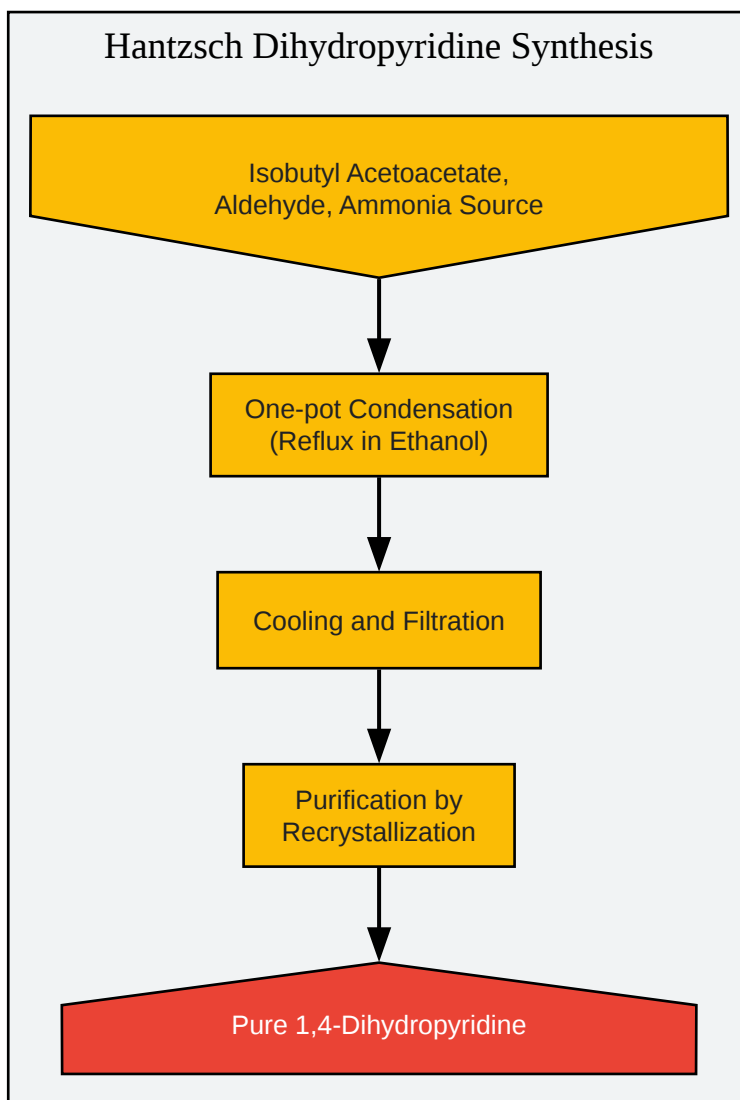 Hantzsch Dihydropyridine Synthesis
Isobutyl Acetoacetate,
Aldehyde, Ammonia Source
One-pot Condensation
(Reflux in Ethanol)
Cooling and Filtration
Purification by
Recrystallization
Pure 1,4-Dihydropyridine